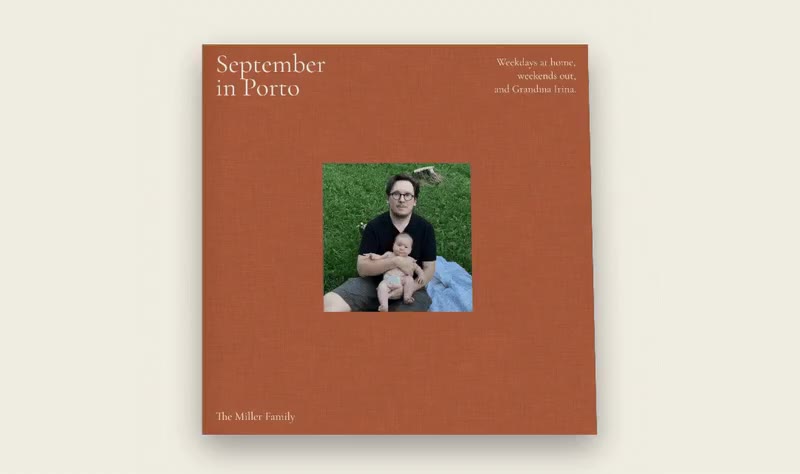 September
in Porto
Weekdays at home,
weekends out,
and Grandma Irina.
The Miller Family